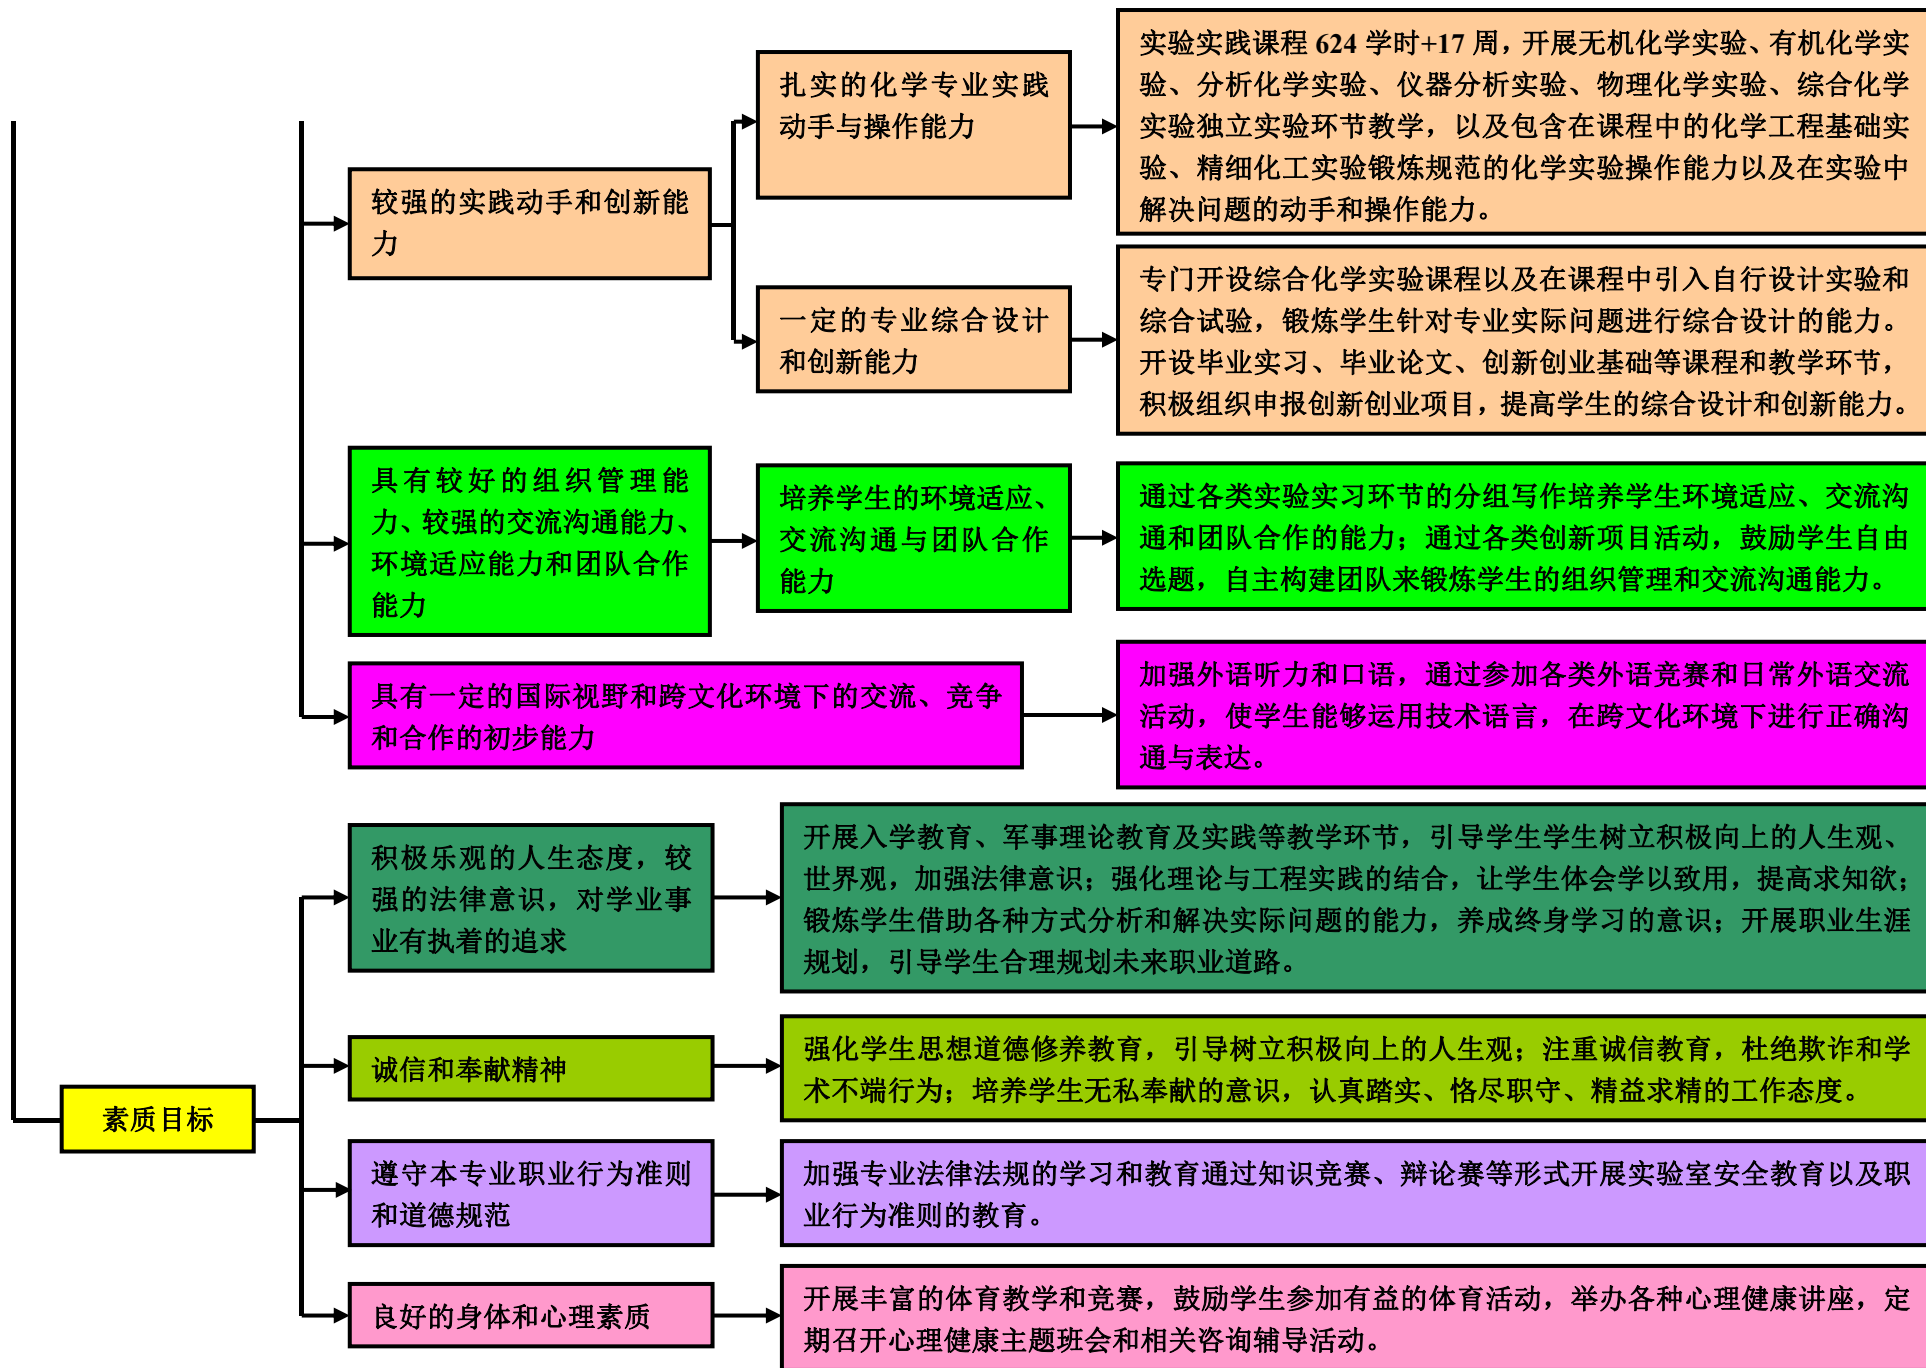 较强的实践动手和创新能
力
扎实的化学专业实践
动手与操作能力
实验实践课程 624 学时+17 周，开展无机化学实验、有机化学实
验、分析化学实验、仪器分析实验、物理化学实验、综合化学
实验独立实验环节教学，以及包含在课程中的化学工程基础实
验、精细化工实验锻炼规范的化学实验操作能力以及在实验中
解决问题的动手和操作能力。
一定的专业综合设计
和创新能力
专门开设综合化学实验课程以及在课程中引入自行设计实验和
综合试验，锻炼学生针对专业实际问题进行综合设计的能力。
开设毕业实习、毕业论文、创新创业基础等课程和教学环节，
积极组织申报创新创业项目，提高学生的综合设计和创新能力。
具有较好的组织管理能
力、较强的交流沟通能力、
环境适应能力和团队合作
能力
培养学生的环境适应、
交流沟通与团队合作
能力
通过各类实验实习环节的分组写作培养学生环境适应、交流沟
通和团队合作的能力；通过各类创新项目活动，鼓励学生自由
选题，自主构建团队来锻炼学生的组织管理和交流沟通能力。
具有一定的国际视野和跨文化环境下的交流、竞争
和合作的初步能力
加强外语听力和口语，通过参加各类外语竞赛和日常外语交流
活动，使学生能够运用技术语言，在跨文化环境下进行正确沟
通与表达。
素质目标
积极乐观的人生态度，较
强的法律意识，对学业事
业有执着的追求
开展入学教育、军事理论教育及实践等教学环节，引导学生学生树立积极向上的人生观、
世界观，加强法律意识；强化理论与工程实践的结合，让学生体会学以致用，提高求知欲；
锻炼学生借助各种方式分析和解决实际问题的能力，养成终身学习的意识；开展职业生涯
规划，引导学生合理规划未来职业道路。
诚信和奉献精神
强化学生思想道德修养教育，引导树立积极向上的人生观；注重诚信教育，杜绝欺诈和学
术不端行为；培养学生无私奉献的意识，认真踏实、恪尽职守、精益求精的工作态度。
遵守本专业职业行为准则
和道德规范
加强专业法律法规的学习和教育通过知识竞赛、辩论赛等形式开展实验室安全教育以及职
业行为准则的教育。
良好的身体和心理素质
开展丰富的体育教学和竞赛，鼓励学生参加有益的体育活动，举办各种心理健康讲座，定
期召开心理健康主题班会和相关咨询辅导活动。